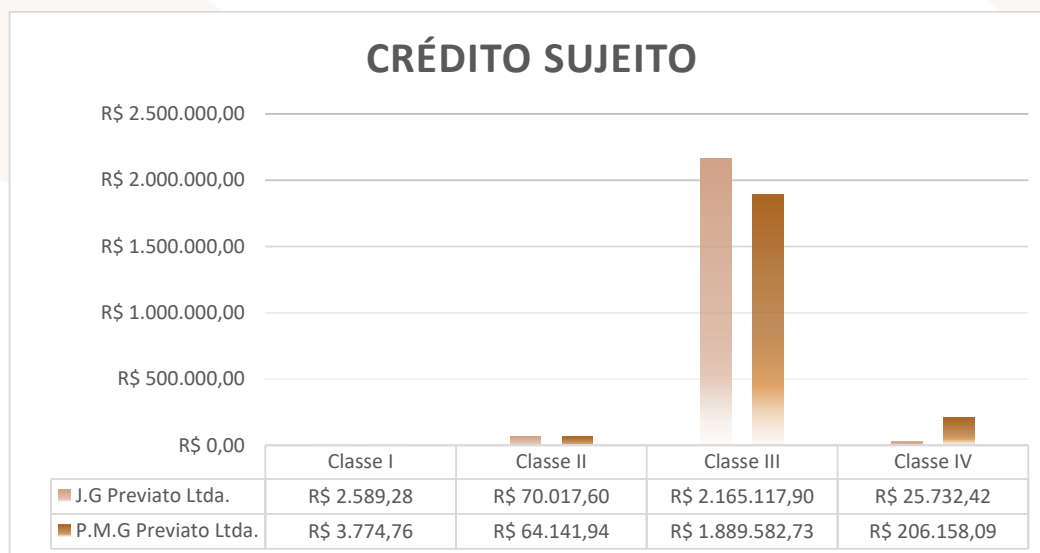 CRÉDITO SUJEITO
R$ 2.500.000,00
R$ 2.000.000,00
R$ 1.500.000,00
R$ 1.000.000,00
R$ 500.000,00
R$ 0,00
Classe I Classe II Classe III Classe IV
J.G Previato Ltda. R$ 2.589,28 R$ 70.017,60 R$ 2.165.117,90 R$ 25.732,42
P.M.G Previato Ltda. R$ 3.774,76 R$ 64.141,94 R$ 1.889.582,73 R$ 206.158,09